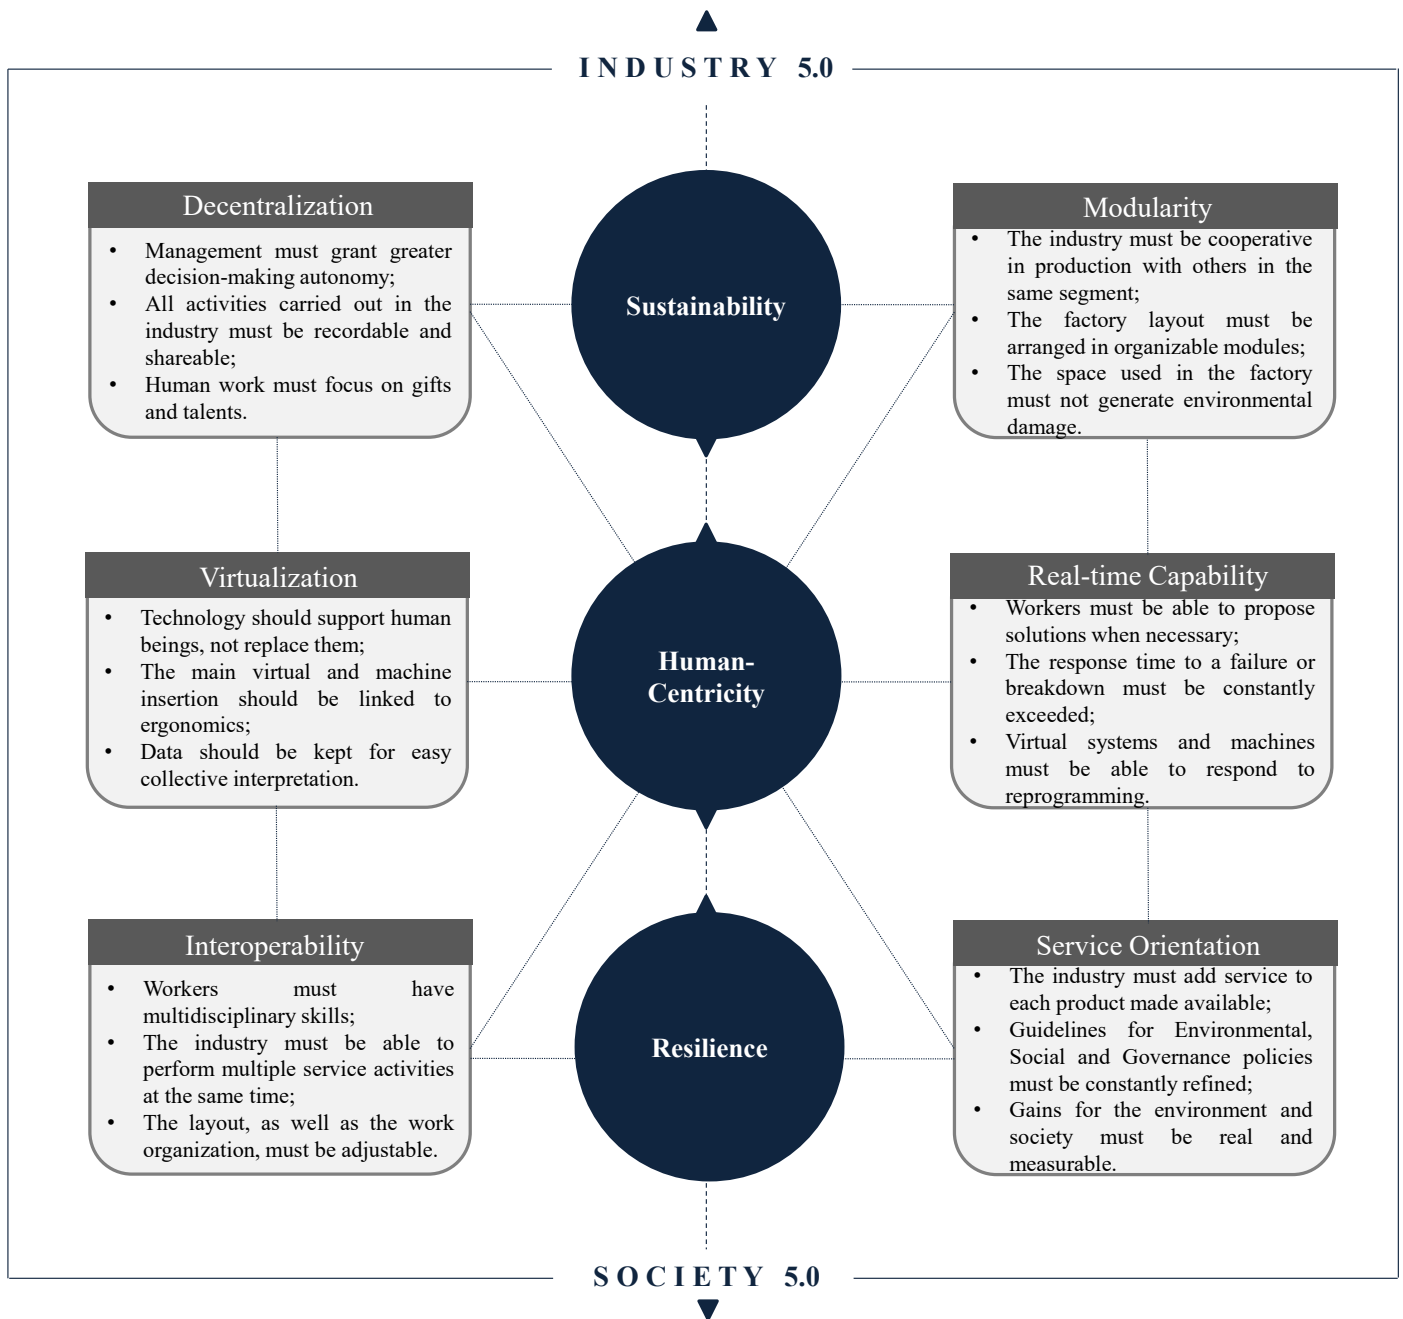 INDUSTRY 5.0
Decentralization
• Management must grant greater
decision-making autonomy;
• All activities carried out in the
industry must be recordable and
shareable;
• Human work must focus on gifts
and talents.
Sustainability
Modularity
• The industry must be cooperative
in production with others in the
same segment;
• The factory layout must be
arranged in organizable modules;
• The space used in the factory
must not generate environmental
damage.
Virtualization
• Technology should support human
beings, not replace them;
• The main virtual and machine
insertion should be linked to
ergonomics;
• Data should be kept for easy
collective interpretation.
Human-
Centricity
Real-time Capability
• Workers must be able to propose
solutions when necessary;
• The response time to a failure or
breakdown must be constantly
exceeded;
• Virtual systems and machines
must be able to respond to
reprogramming.
Interoperability
• Workers must have
multidisciplinary skills;
• The industry must be able to
perform multiple service activities
at the same time;
• The layout, as well as the work
organization, must be adjustable.
Resilience
Service Orientation
• The industry must add service to
each product made available;
• Guidelines for Environmental,
Social and Governance policies
must be constantly refined;
• Gains for the environment and
society must be real and
measurable.
SOCIETY 5.0